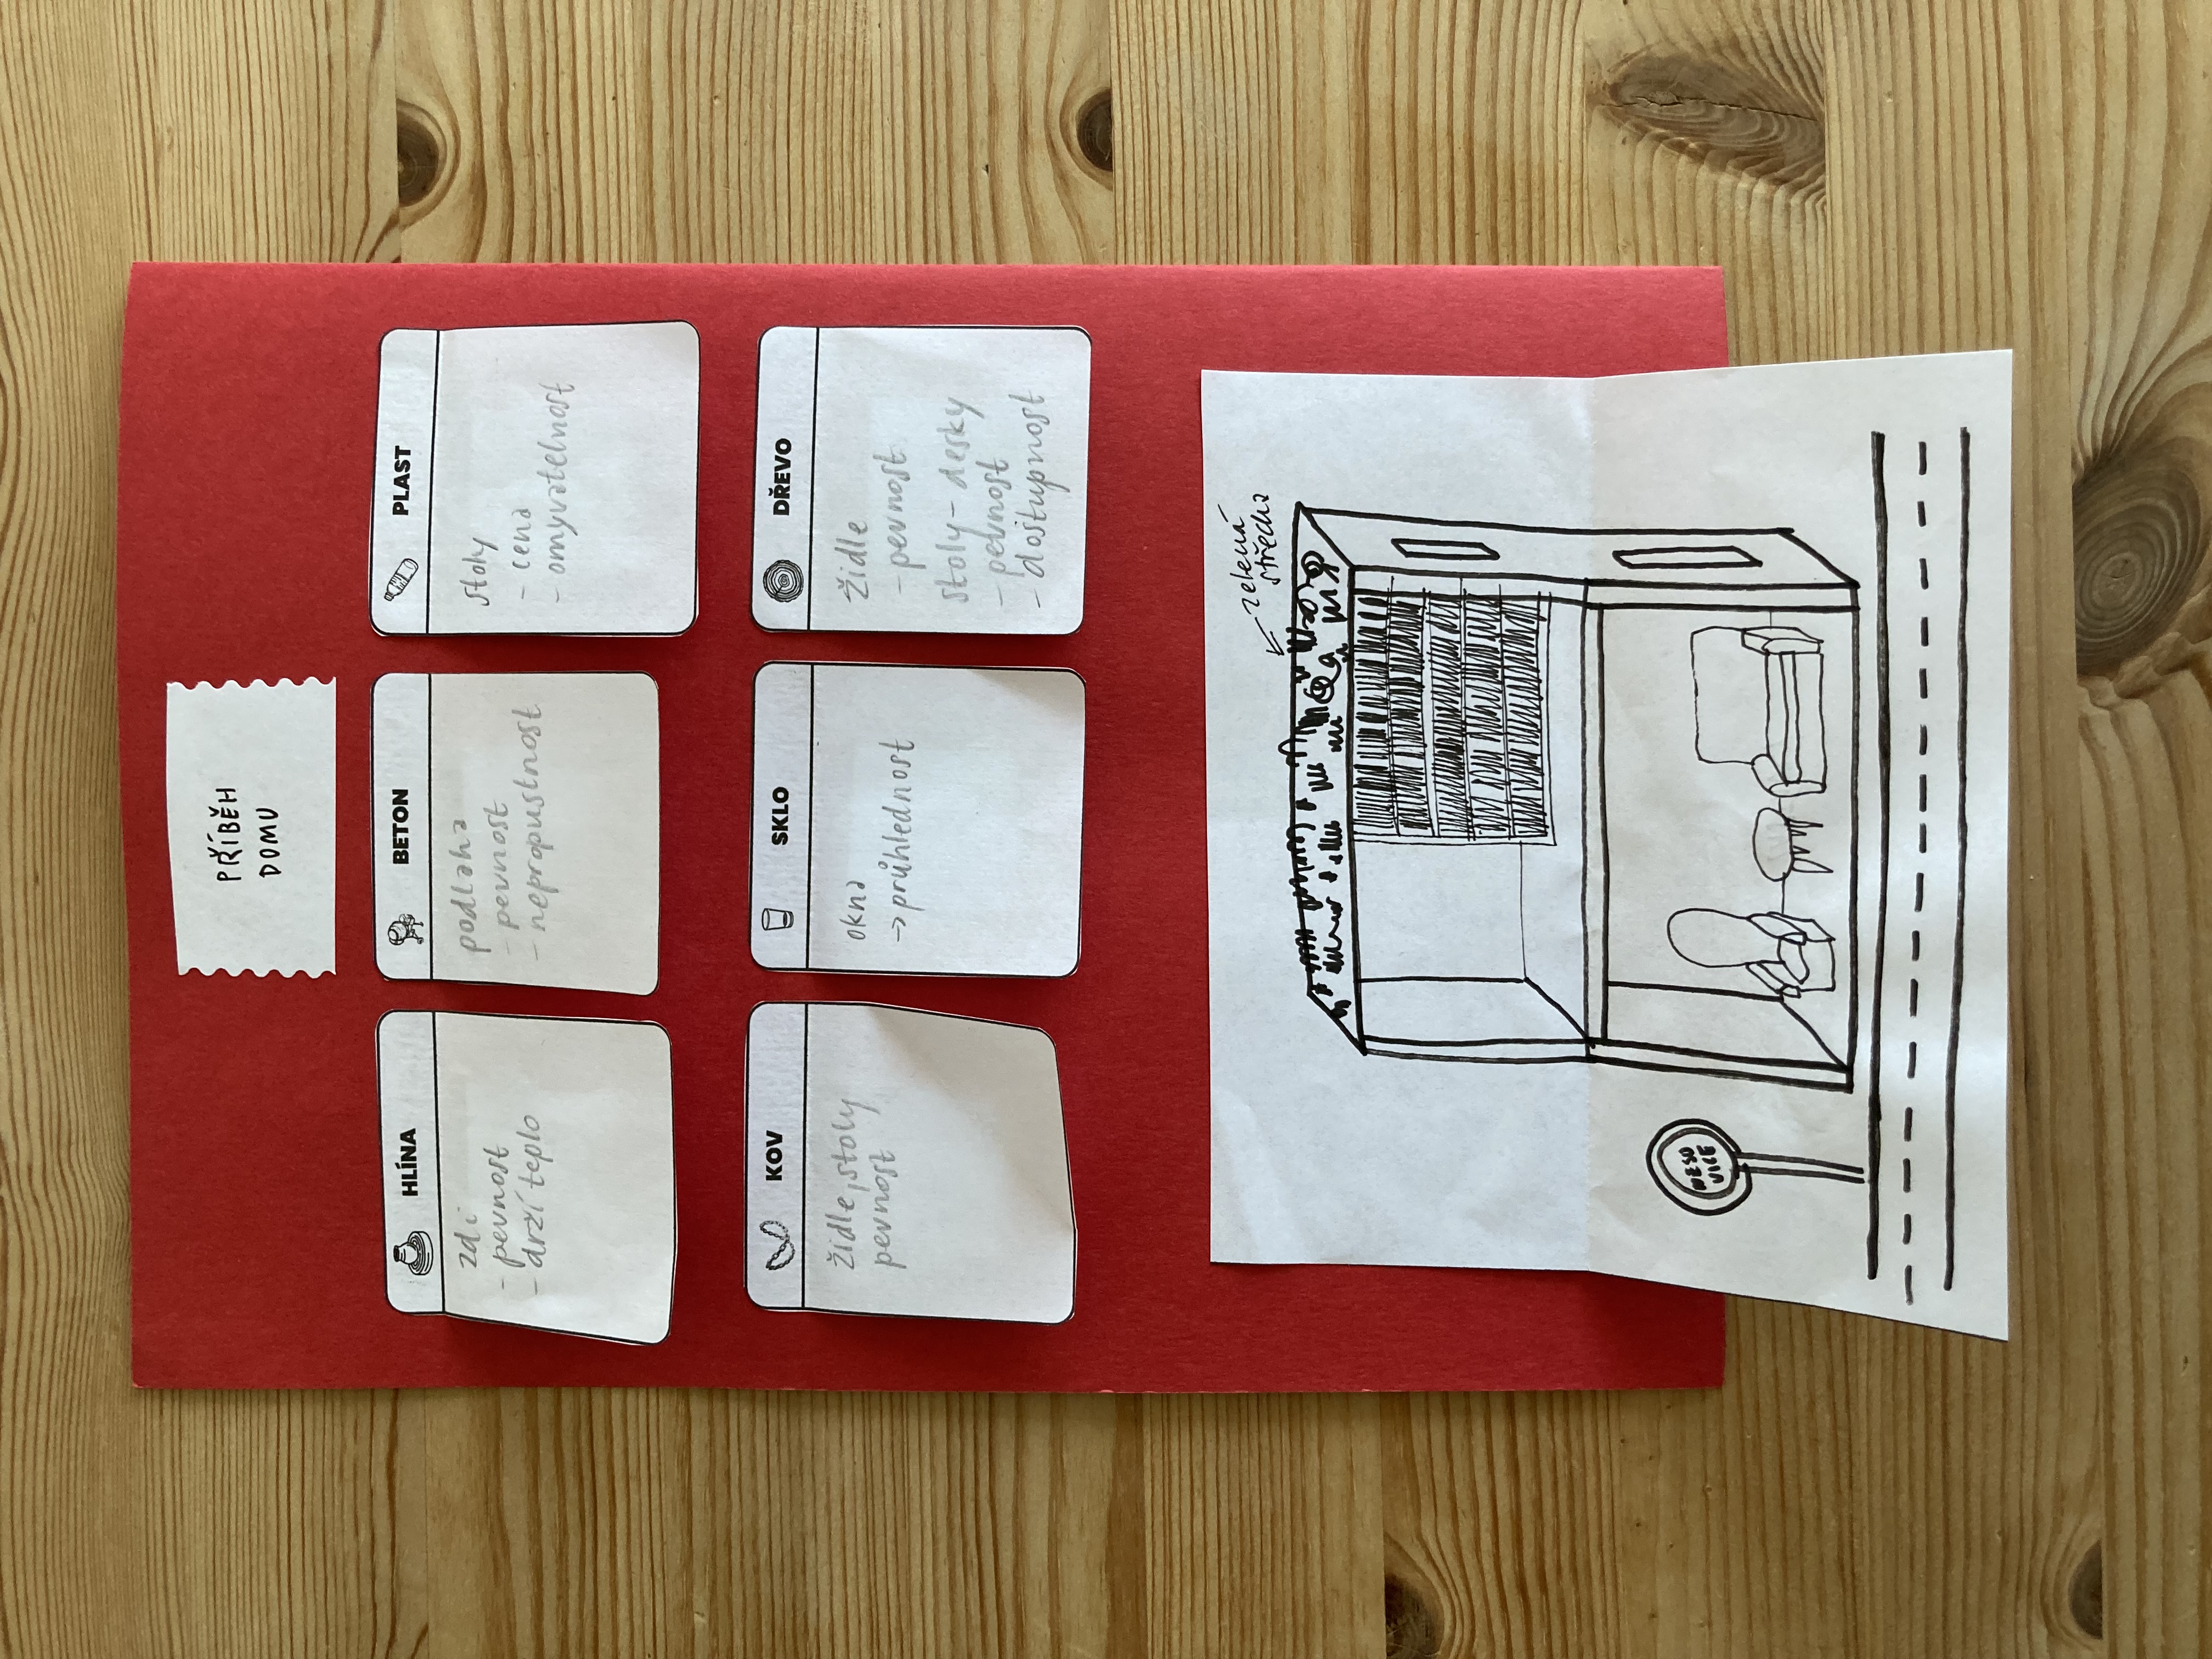 PŘÍBĚH
DOMU
HLÍNA
zdi
- pevnost
- drží teplo
BETON
podlaha
- pevnost
- nepropustnost
PLAST
stoly
- cena
- omyvatelnost
KOV
židle, stoly
pevnost
SKLO
okna
→ průhlednost
DŘEVO
židle
- pevnost
stoly - desky
- pevnost
- dostupnost
← zelená
střecha